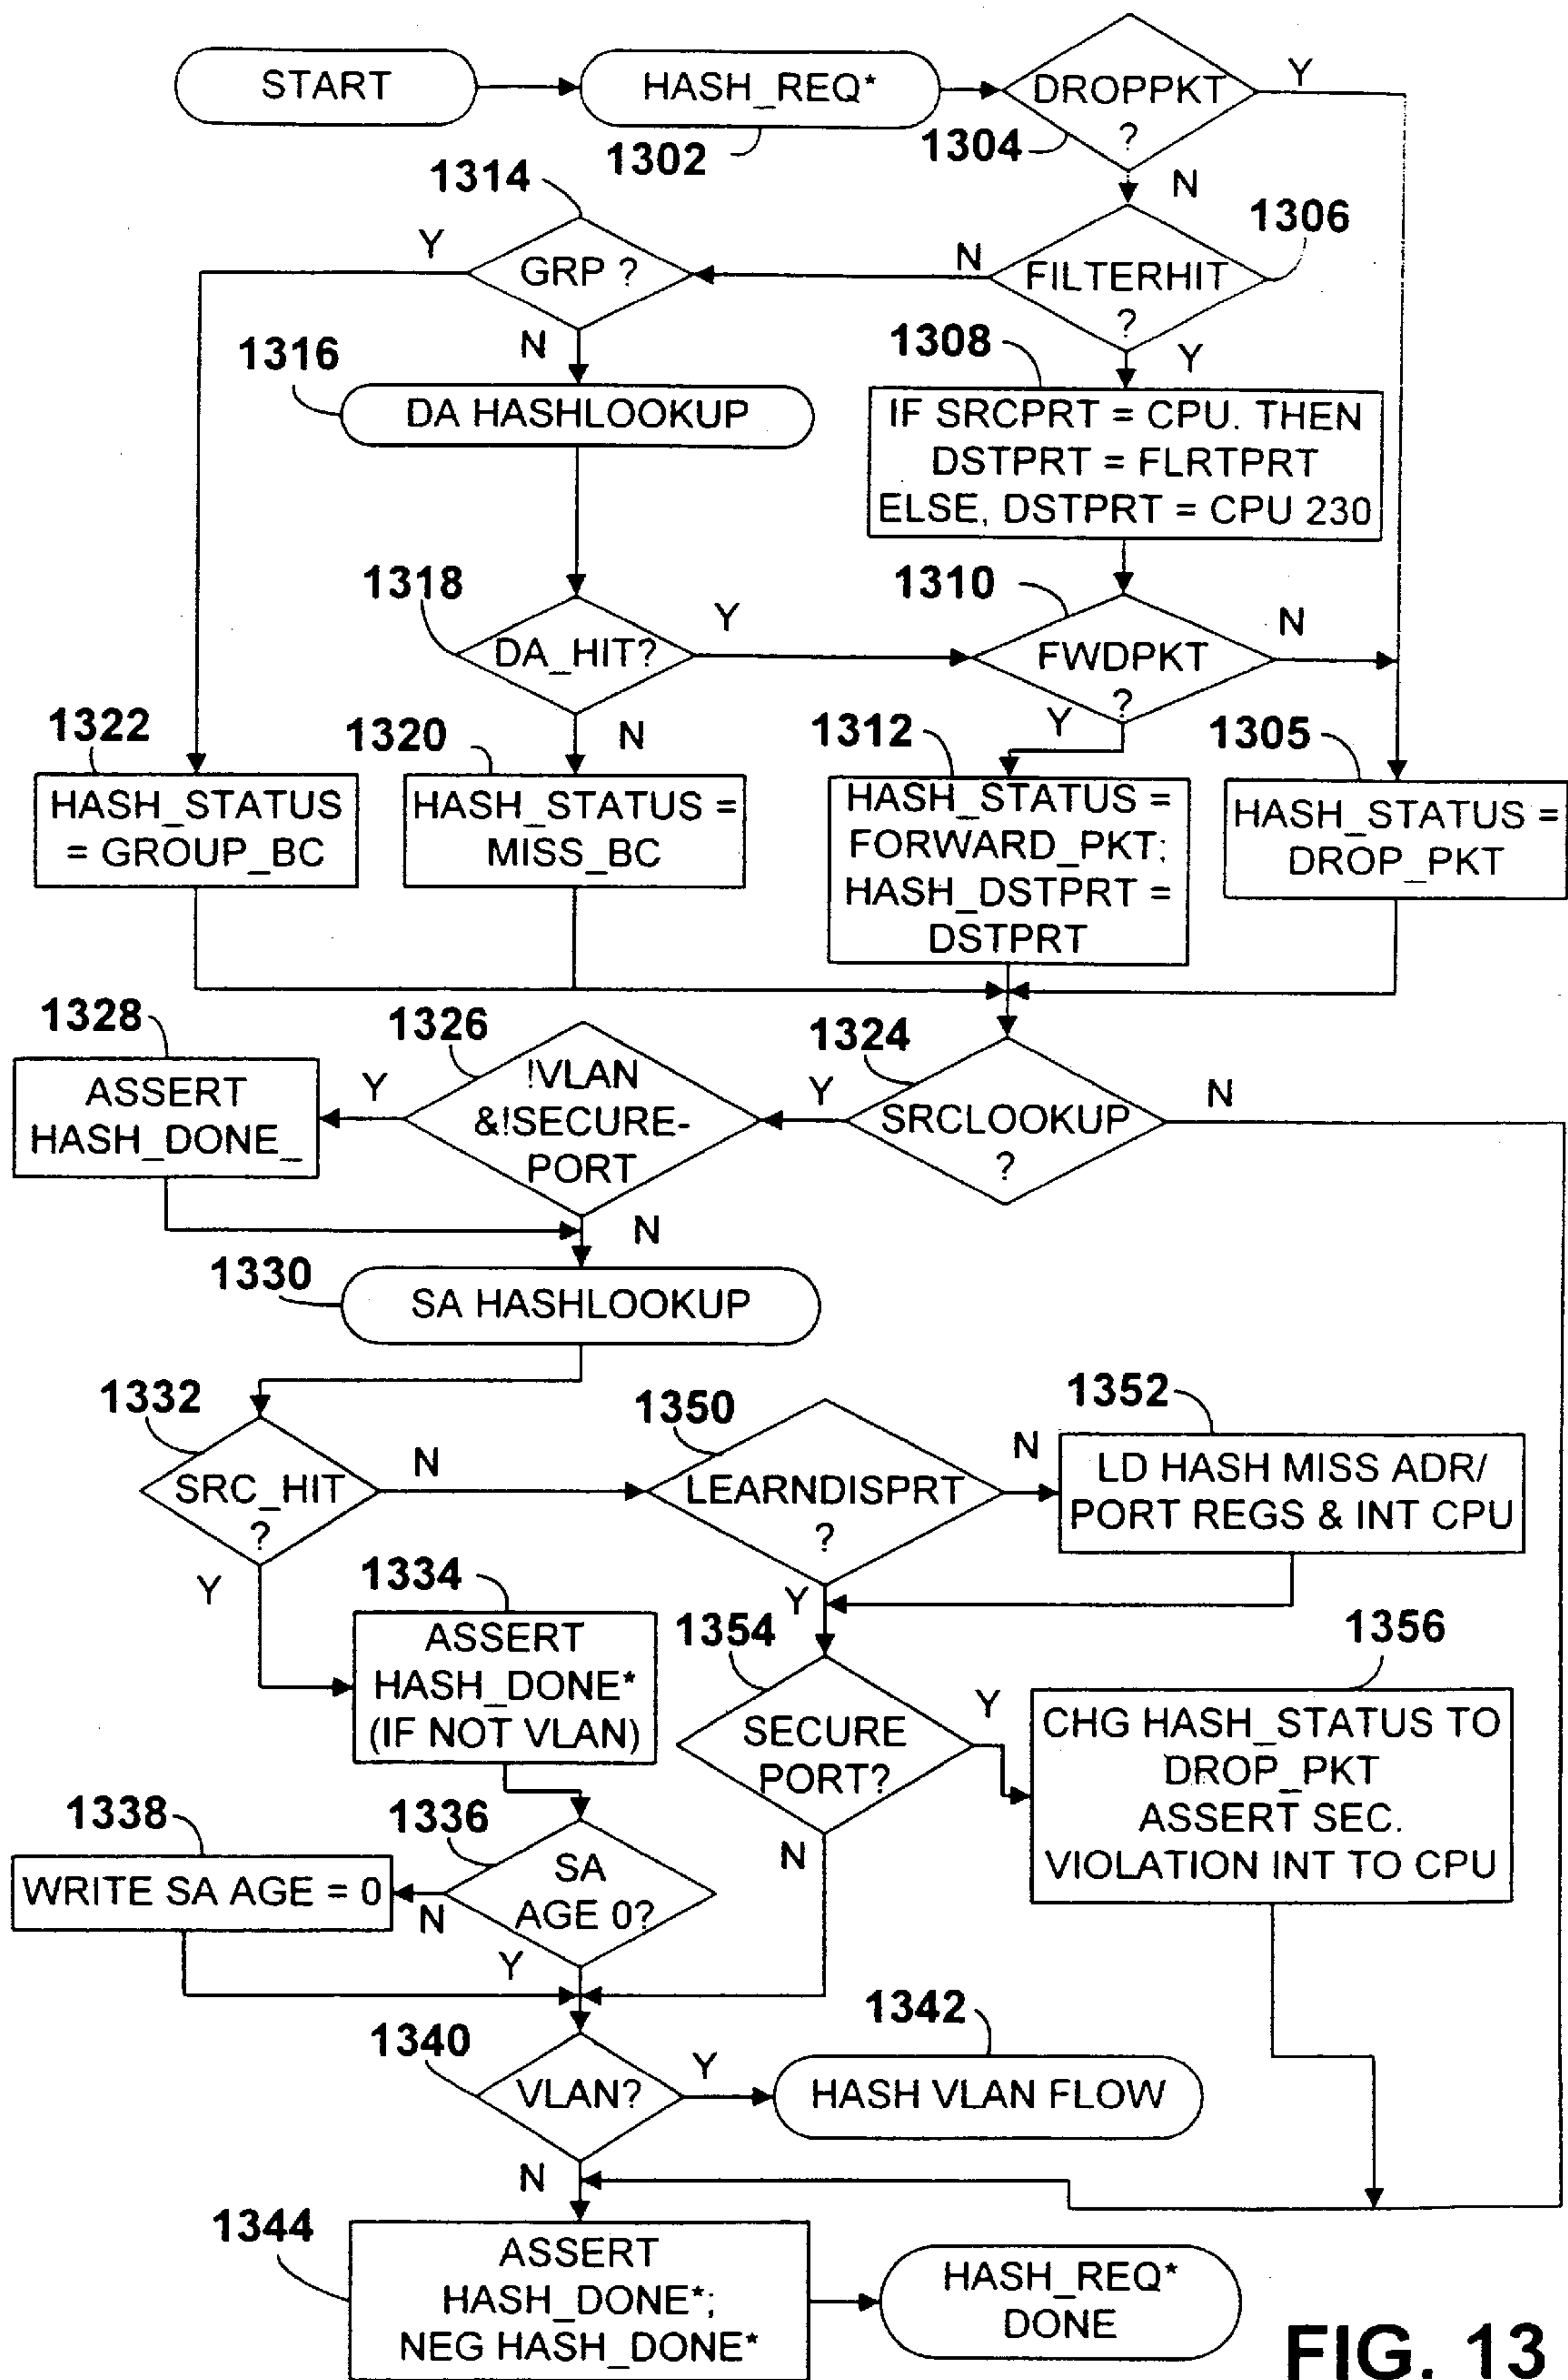 START
HASH_REQ*
DROPPKT
?
Y
1302
1304
N
1314
1306
Y
GRP ?
N
FILTERHIT
?
N
1316
1308
Y
DA HASHLOOKUP
IF SRCPRT = CPU. THEN
DSTPRT = FLRTPRT
ELSE, DSTPRT = CPU 230
1318
1310
DA_HIT?
Y
FWDPKT
?
N
1322
1320
N
1312
Y
1305
HASH_STATUS
= GROUP_BC
HASH_STATUS =
MISS_BC
HASH_STATUS =
FORWARD_PKT;
HASH_DSTPRT =
DSTPRT
HASH_STATUS =
DROP_PKT
1328
1326
1324
ASSERT
HASH_DONE_
Y
!VLAN
&!SECURE-
PORT
Y
SRCLOOKUP
?
N
N
1330
SA HASHLOOKUP
1332
1350
1352
SRC_HIT
?
N
LEARNDISPRT
?
N
LD HASH MISS ADR/
PORT REGS & INT CPU
Y
1334
Y
1354
1356
ASSERT
HASH_DONE*
(IF NOT VLAN)
SECURE
PORT?
Y
CHG HASH_STATUS TO
DROP_PKT
ASSERT SEC.
VIOLATION INT TO CPU
1338
1336
N
WRITE SA AGE = 0
N
SA
AGE 0?
Y
1342
1340
VLAN?
Y
HASH VLAN FLOW
N
1344
ASSERT
HASH_DONE*;
NEG HASH_DONE*
HASH_REQ*
DONE
FIG. 13